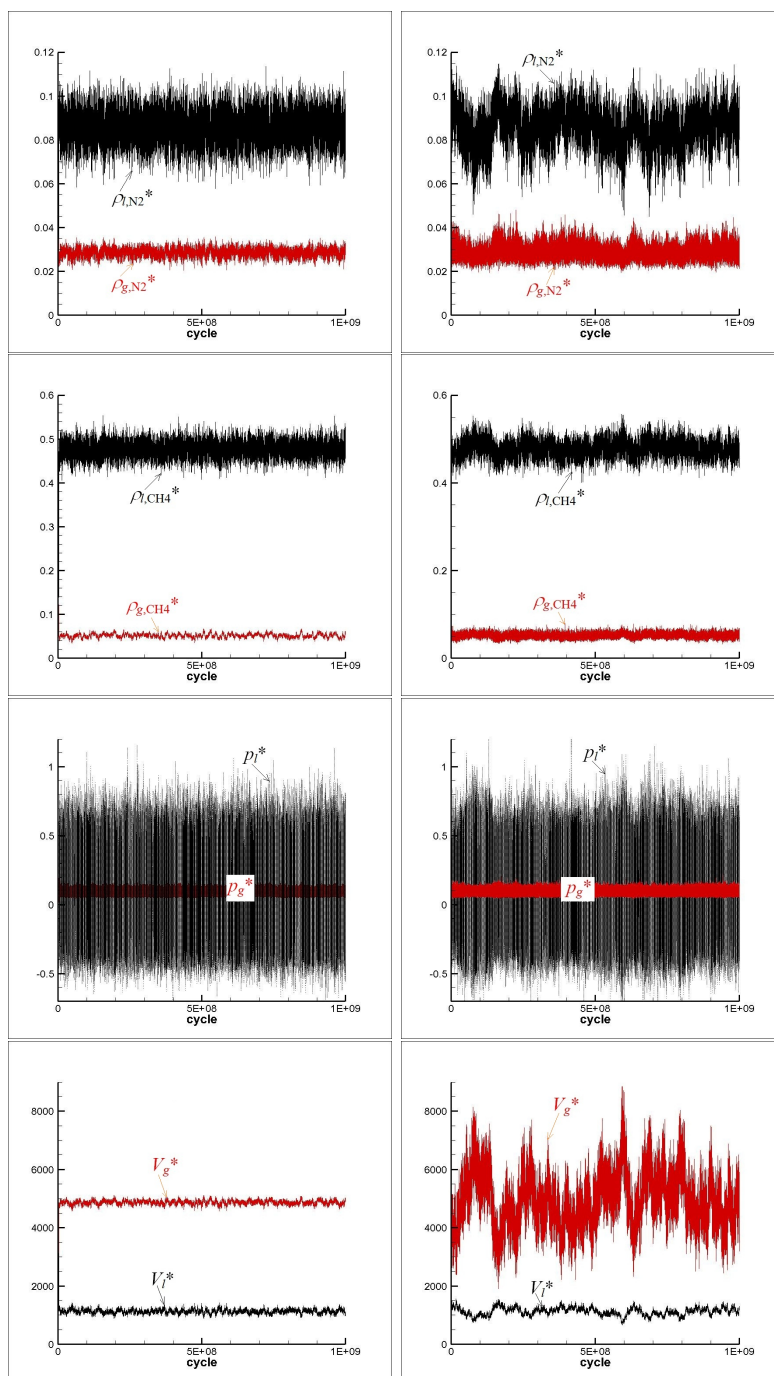 0.12
0.1
0.08
0.06
0.04
0.02
0
ρl,N2*
ρg,N2*
0 5E+08 1E+09
cycle
0.12
0.1
0.08
0.06
0.04
0.02
0
ρl,N2*
ρg,N2*
0 5E+08 1E+09
cycle
0.6
0.5
0.4
0.3
0.2
0.1
0
ρl,CH4*
ρg,CH4*
0 5E+08 1E+09
cycle
0.6
0.5
0.4
0.3
0.2
0.1
0
ρl,CH4*
ρg,CH4*
0 5E+08 1E+09
cycle
1
0.5
0
-0.5
pl*
pg*
0 5E+08 1E+09
cycle
1
0.5
0
-0.5
pl*
pg*
0 5E+08 1E+09
cycle
8000
6000
4000
2000
0
Vg*
Vl*
0 5E+08 1E+09
cycle
8000
6000
4000
2000
0
Vg*
Vl*
0 5E+08 1E+09
cycle